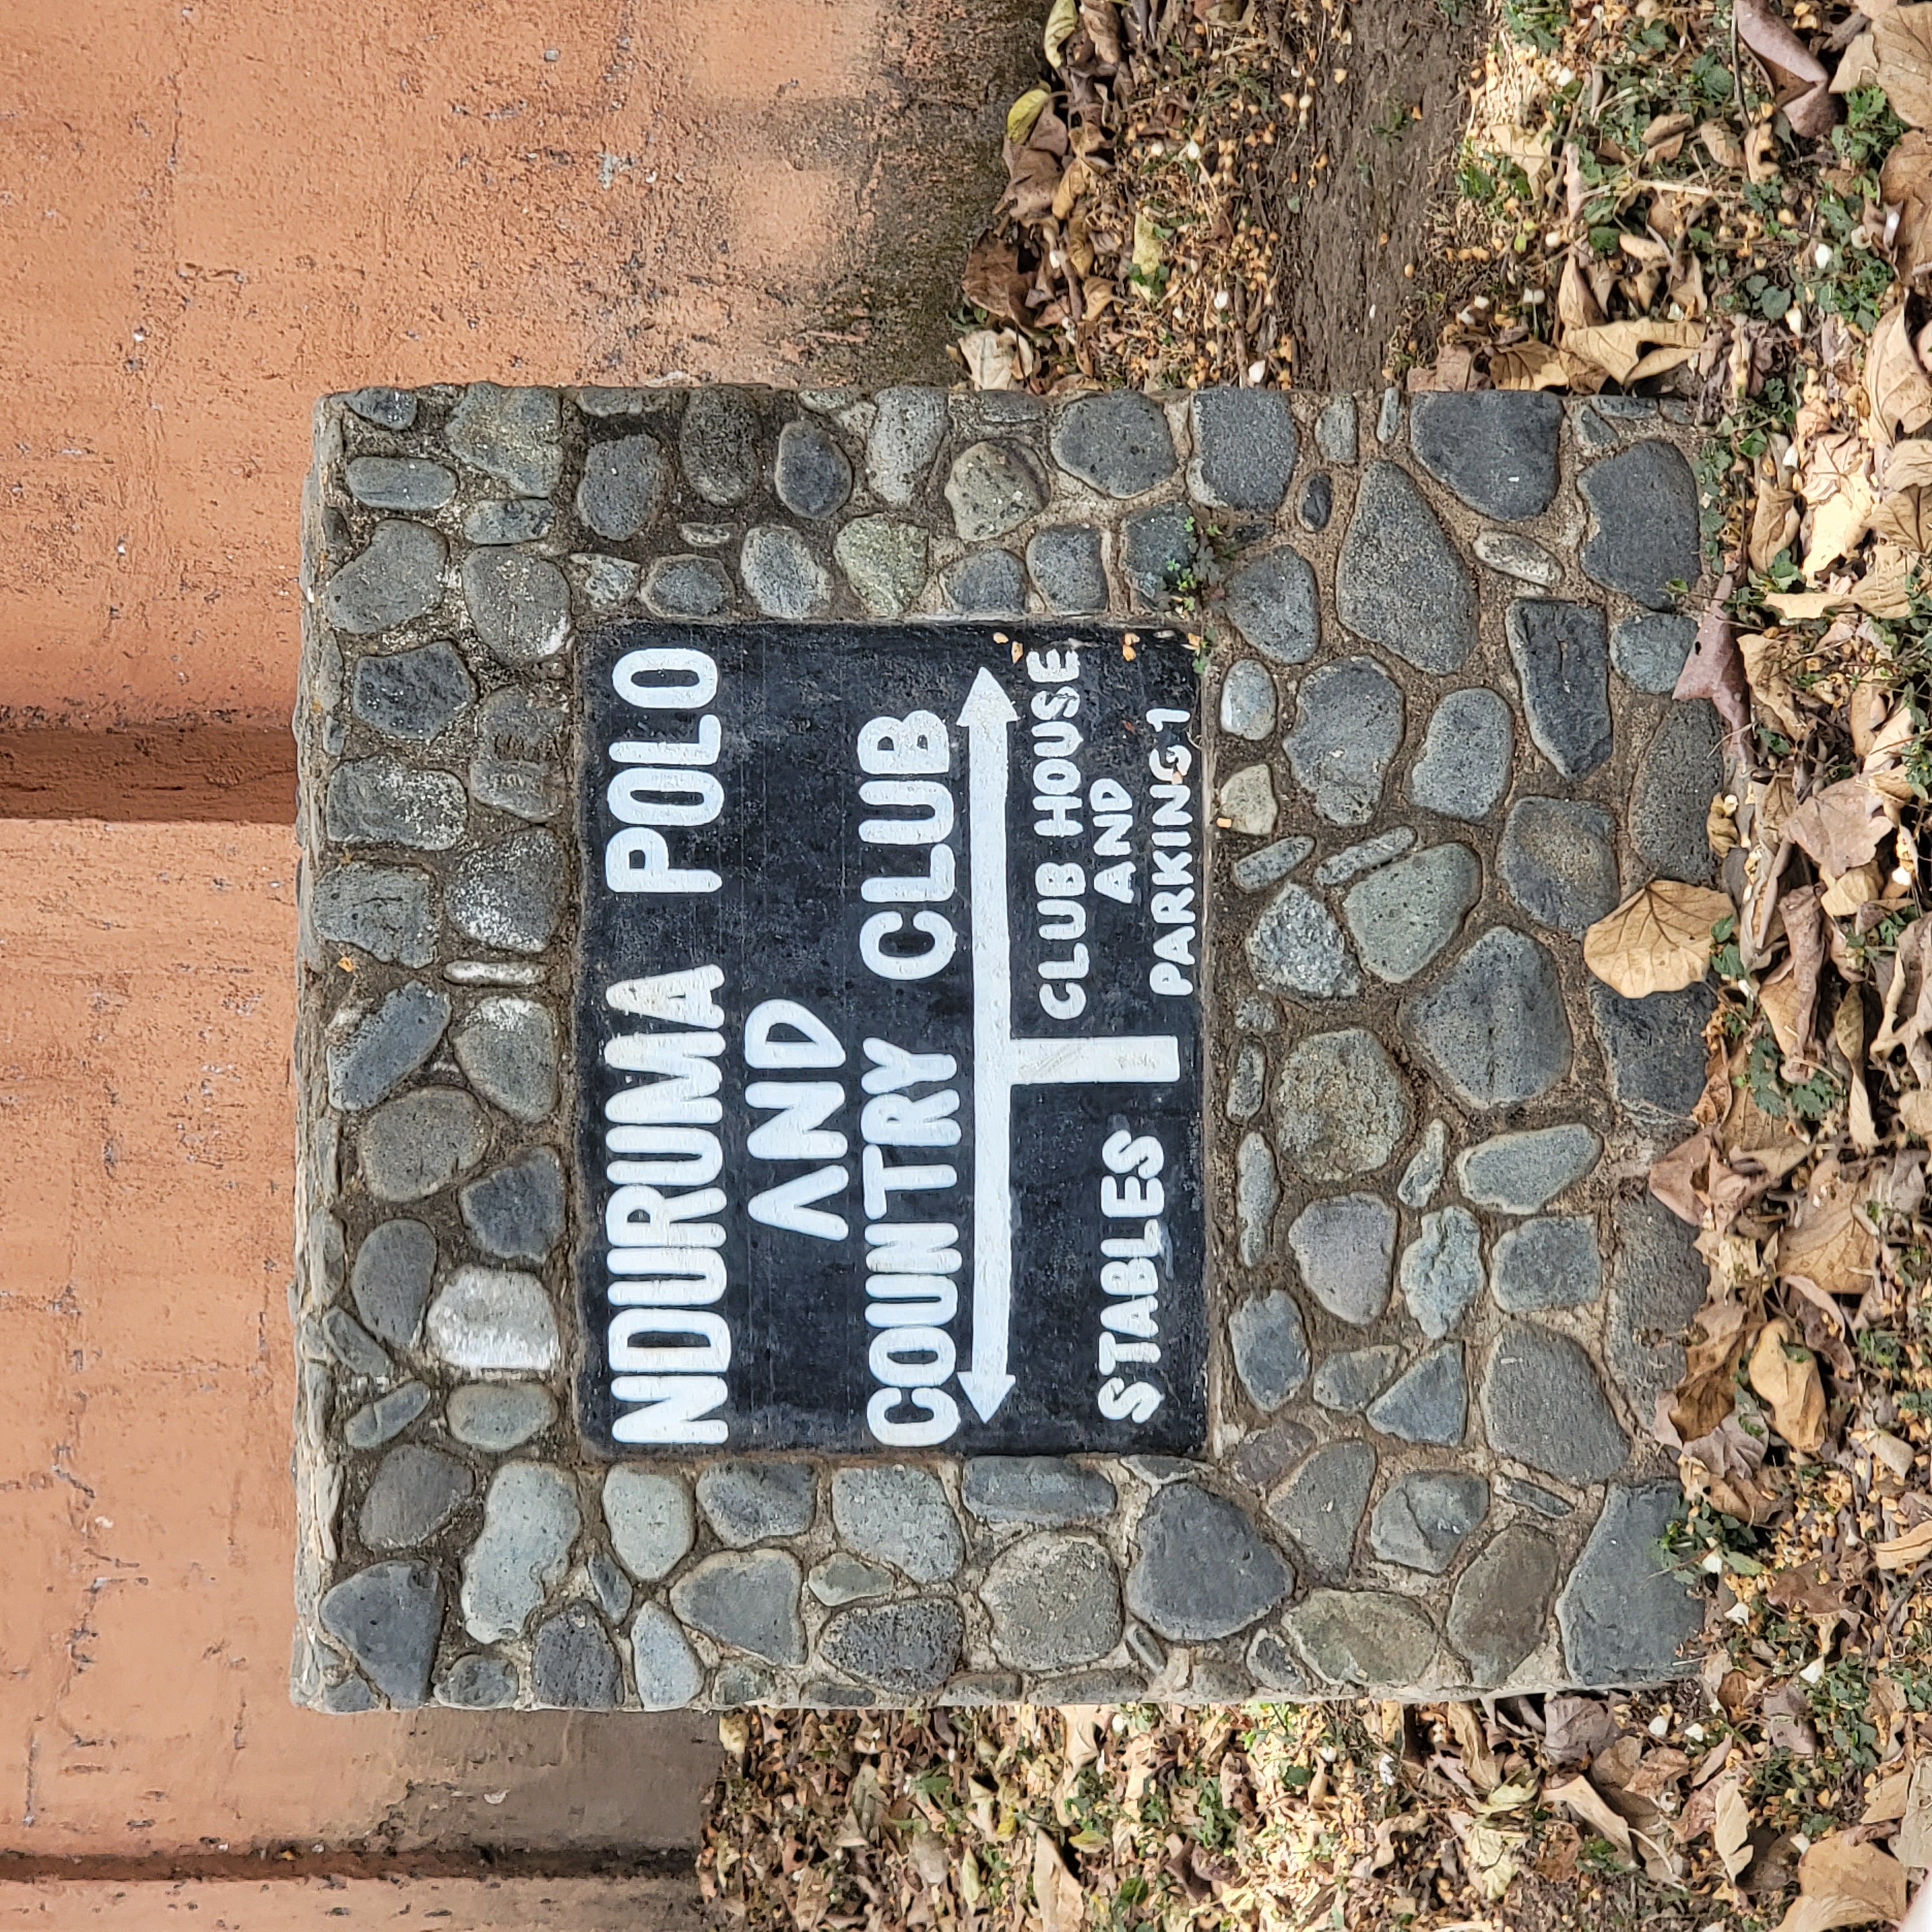 NDURUMA POLO
AND
COUNTRY CLUB
STABLES
CLUB HOUSE
AND
PARKING 1